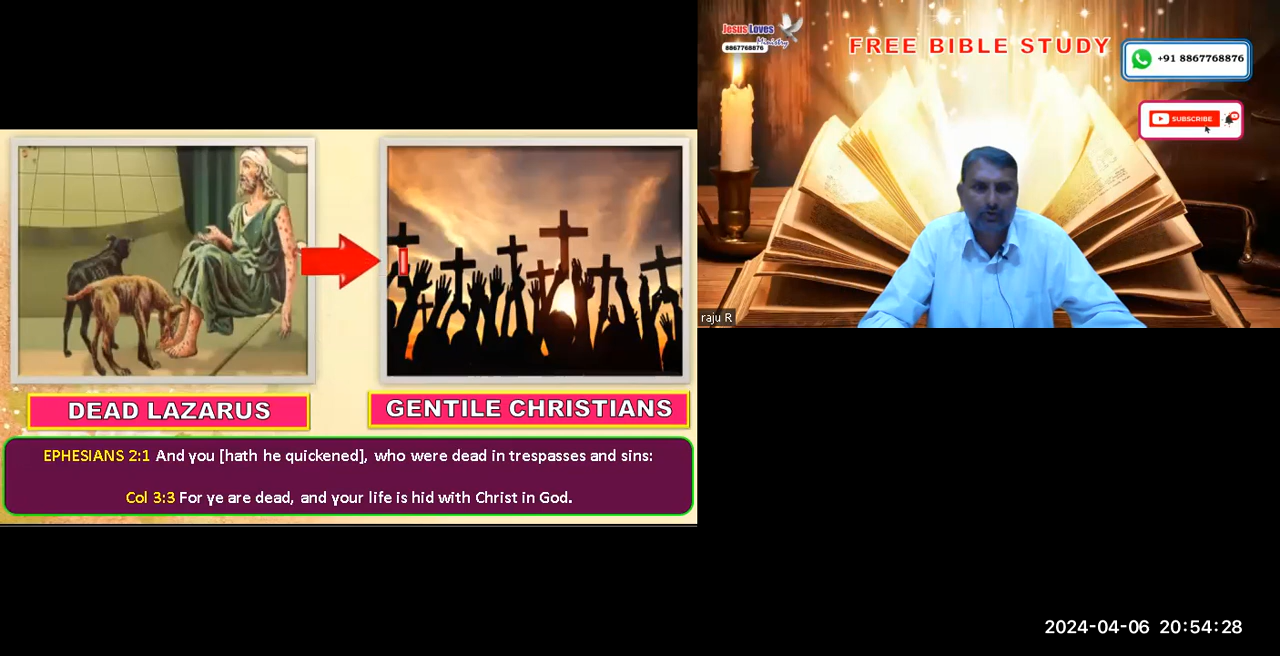 DEAD LAZARUS
GENTILE CHRISTIANS
EPHESIANS 2:1 And you [hath he quickened], who were dead in trespasses and sins:
Col 3:3 For ye are dead, and your life is hid with Christ in God.
Jesus Loves
Ministry
8867768876
FREE BIBLE STUDY
+91 8867768876
SUBSCRIBE
raju R
2024-04-06 20:54:28